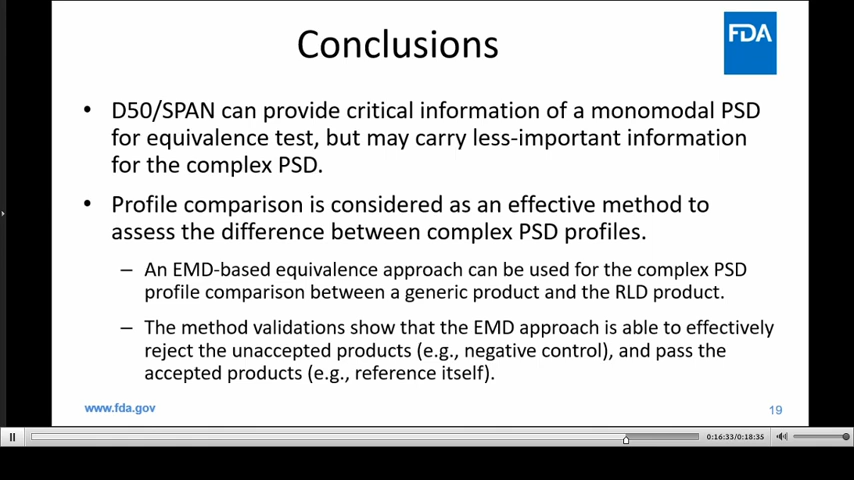 Conclusions
FDA
• D50/SPAN can provide critical information of a monomodal PSD
for equivalence test, but may carry less-important information
for the complex PSD.
• Profile comparison is considered as an effective method to
assess the difference between complex PSD profiles.
– An EMD-based equivalence approach can be used for the complex PSD
profile comparison between a generic product and the RLD product.
– The method validations show that the EMD approach is able to effectively
reject the unaccepted products (e.g., negative control), and pass the
accepted products (e.g., reference itself).
www.fda.gov
19
0:16:33/0:18:35